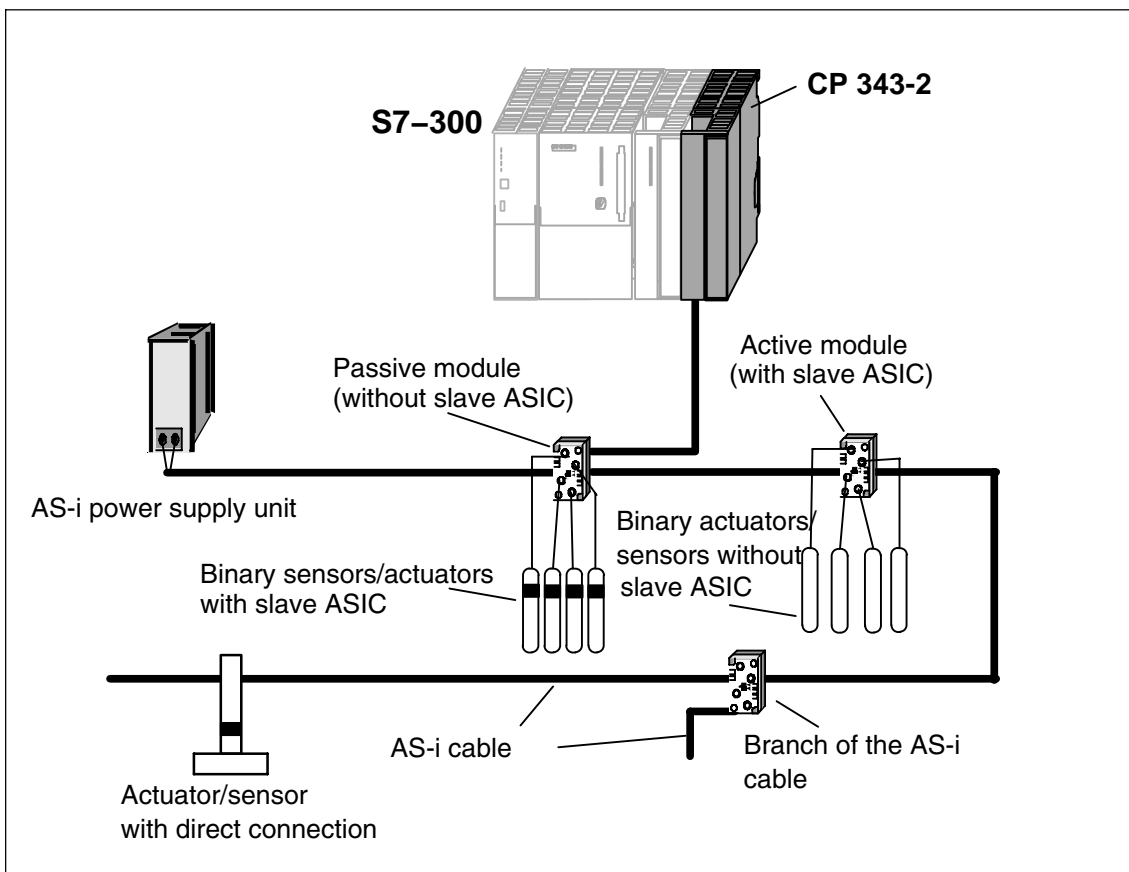 CP 343-2
S7–300
Active module
(with slave ASIC)
Passive module
(without slave ASIC)
AS-i power supply unit
Binary actuators/
sensors without
slave ASIC
Binary sensors/actuators
with slave ASIC
AS-i cable
Branch of the AS-i
cable
Actuator/sensor
with direct connection